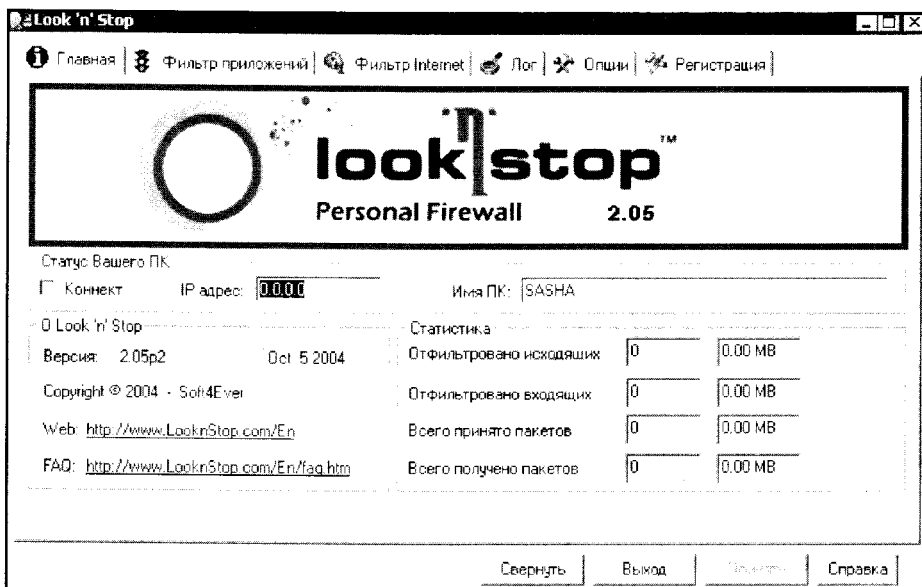 Look 'n' Stop
Главная Фильтр приложений Фильтр Internet Лог Опции Регистрация
look 'n' stop™
Personal Firewall 2.05
Статус Вашего ПК
Коннект IP адрес: 0.0.0.0 Имя ПК: SASHA
О Look 'n' Stop Статистика
Версия: 2.05p2 Oct 5 2004 Отфильтровано исходящих 0 0.00 MB
Copyright © 2004 - Soft4Ever Отфильтровано входящих 0 0.00 MB
Web: http://www.LooknStop.com/En Всего принято пакетов 0 0.00 MB
FAQ: http://www.LooknStop.com/En/faq.htm Всего получено пакетов 0 0.00 MB
Свернуть Выход Справка